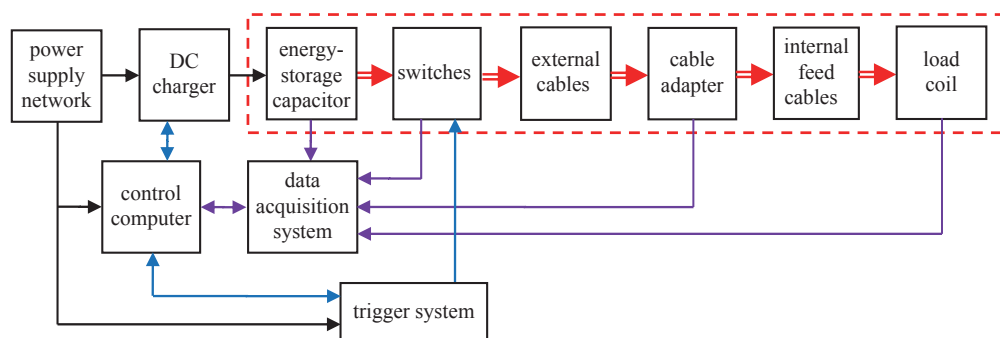 power
supply
network
DC
charger
energy-
storage
capacitor
switches
external
cables
cable
adapter
internal
feed
cables
load
coil
control
computer
data
acquisition
system
trigger system